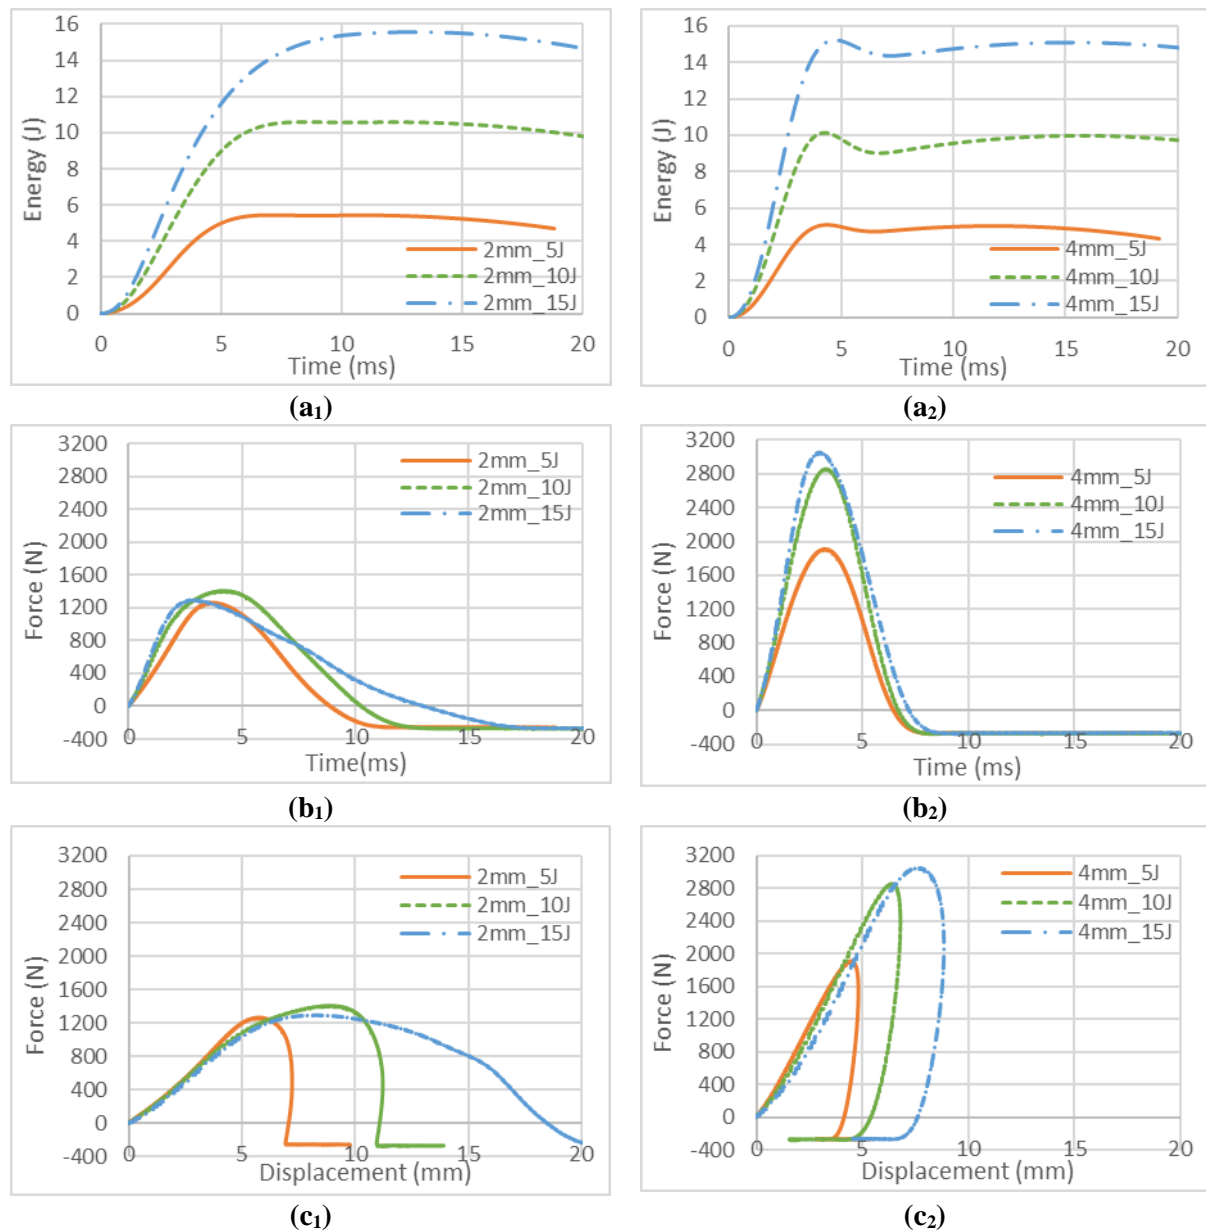 16
14
12
10
8
6
4
2
0
Energy (J)
2mm_5J
2mm_10J
2mm_15J
0 5 10 15 20
Time (ms)
(a₁)
16
14
12
10
8
6
4
2
0
Energy (J)
4mm_5J
4mm_10J
4mm_15J
0 5 10 15 20
Time (ms)
(a₂)
3200
2800
2400
2000
1600
1200
800
400
0
-400
Force (N)
2mm_5J
2mm_10J
2mm_15J
0 5 10 15 20
Time(ms)
(b₁)
3200
2800
2400
2000
1600
1200
800
400
0
-400
Force (N)
4mm_5J
4mm_10J
4mm_15J
0 5 10 15 20
Time (ms)
(b₂)
3200
2800
2400
2000
1600
1200
800
400
0
-400
Force (N)
2mm_5J
2mm_10J
2mm_15J
0 5 10 15 20
Displacement (mm)
(c₁)
3200
2800
2400
2000
1600
1200
800
400
0
-400
Force (N)
4mm_5J
4mm_10J
4mm_15J
0 5 10 15 20
Displacement (mm)
(c₂)